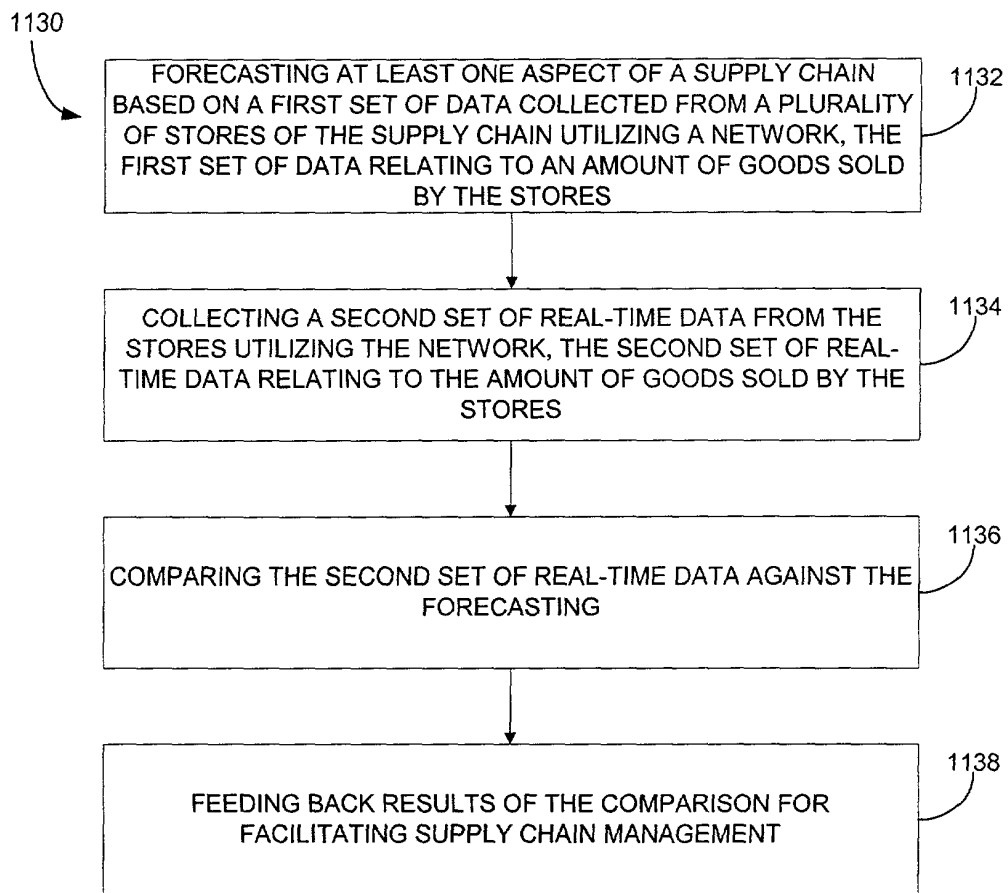 1130
FORECASTING AT LEAST ONE ASPECT OF A SUPPLY CHAIN
BASED ON A FIRST SET OF DATA COLLECTED FROM A PLURALITY
OF STORES OF THE SUPPLY CHAIN UTILIZING A NETWORK, THE
FIRST SET OF DATA RELATING TO AN AMOUNT OF GOODS SOLD
BY THE STORES
1132
COLLECTING A SECOND SET OF REAL-TIME DATA FROM THE
STORES UTILIZING THE NETWORK, THE SECOND SET OF REAL-
TIME DATA RELATING TO THE AMOUNT OF GOODS SOLD BY THE
STORES
1134
COMPARING THE SECOND SET OF REAL-TIME DATA AGAINST THE
FORECASTING
1136
FEEDING BACK RESULTS OF THE COMPARISON FOR
FACILITATING SUPPLY CHAIN MANAGEMENT
1138